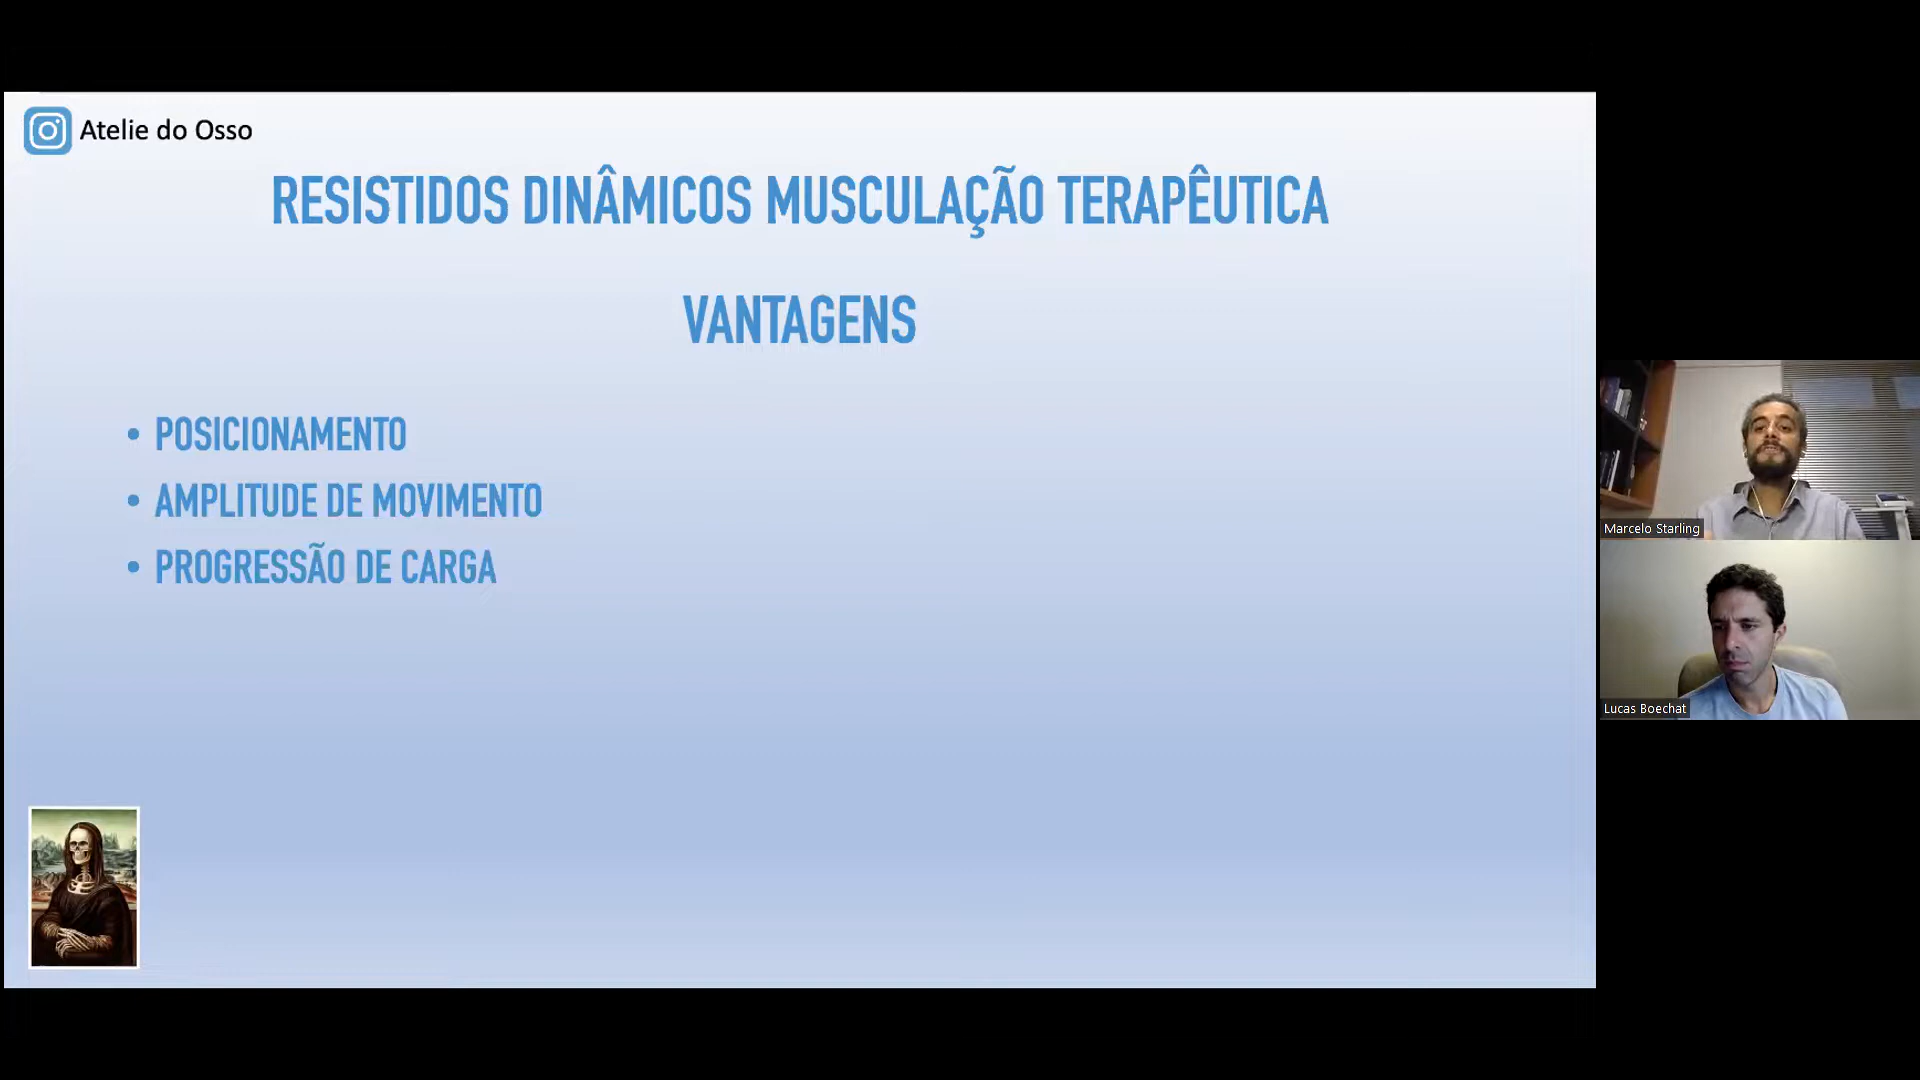 Atelie do Osso
RESISTIDOS DINÂMICOS MUSCULAÇÃO TERAPÊUTICA
VANTAGENS
• POSICIONAMENTO
• AMPLITUDE DE MOVIMENTO
• PROGRESSÃO DE CARGA
Marcelo Starling
Lucas Boechat